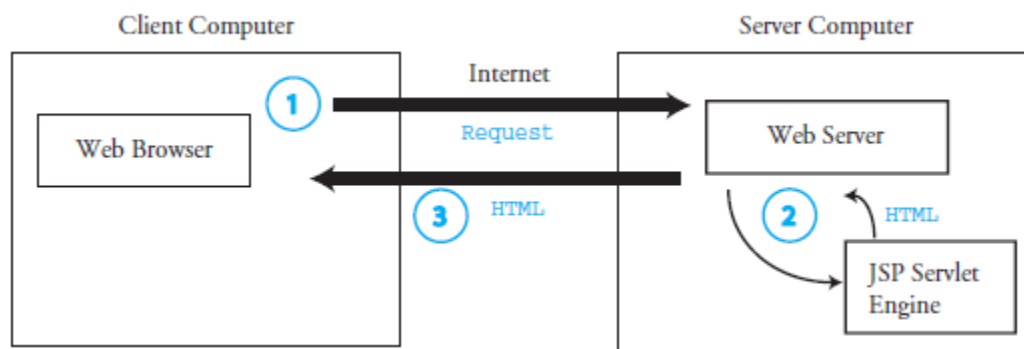 Client Computer
Server Computer
Internet
1
Request
Web Browser
Web Server
3
HTML
2
HTML
JSP Servlet
Engine